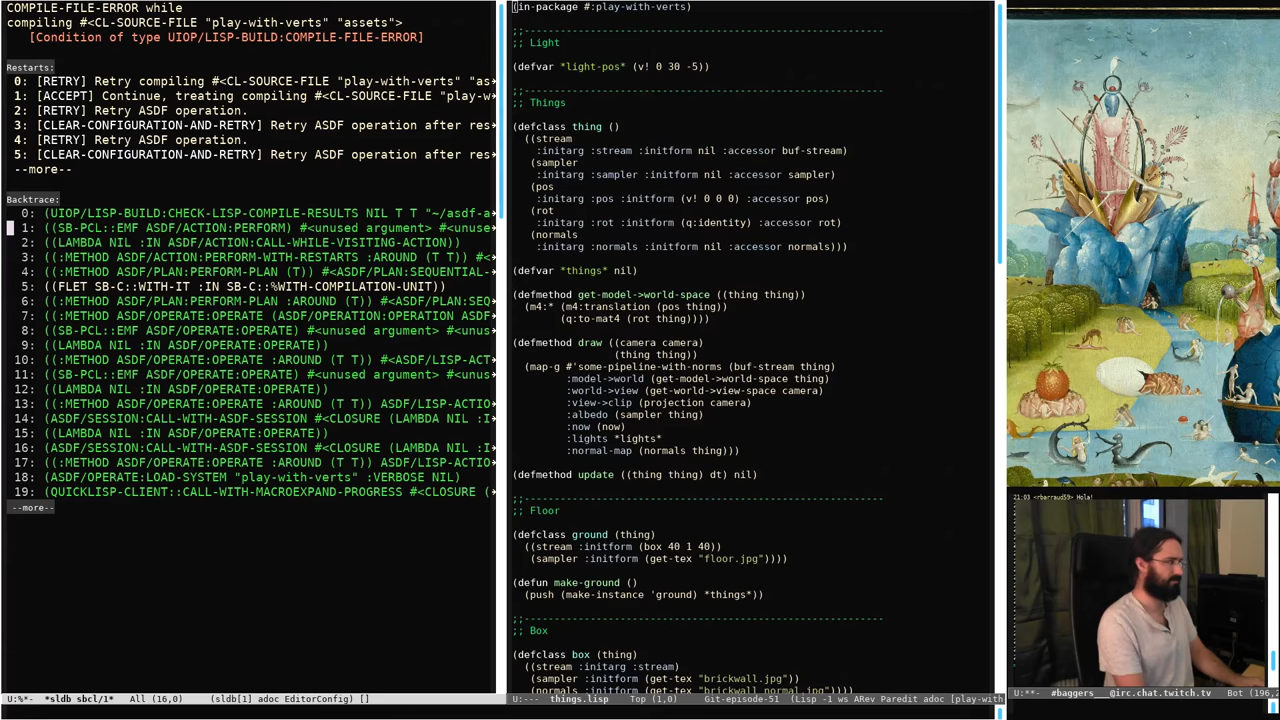 COMPILE-FILE-ERROR while
compiling #<CL-SOURCE-FILE "play-with-verts" "assets">
[Condition of type UIOP/LISP-BUILD:COMPILE-FILE-ERROR]
Restarts:
0: [RETRY] Retry compiling #<CL-SOURCE-FILE "play-with-verts" "as
1: [ACCEPT] Continue, treating compiling #<CL-SOURCE-FILE "play-w
2: [RETRY] Retry ASDF operation.
3: [CLEAR-CONFIGURATION-AND-RETRY] Retry ASDF operation after res
4: [RETRY] Retry ASDF operation.
5: [CLEAR-CONFIGURATION-AND-RETRY] Retry ASDF operation after res
--more--
Backtrace:
0: (UIOP/LISP-BUILD:CHECK-LISP-COMPILE-RESULTS NIL T T "~/asdf-a
1: ((SB-PCL::EMF ASDF/ACTION:PERFORM) #<unused argument> #<unuse
2: ((LAMBDA NIL :IN ASDF/ACTION:CALL-WHILE-VISITING-ACTION))
3: ((:METHOD ASDF/ACTION:PERFORM-WITH-RESTARTS :AROUND (T T)) #<
4: ((:METHOD ASDF/PLAN:PERFORM-PLAN (T)) #<ASDF/PLAN:SEQUENTIAL-
5: ((FLET SB-C::WITH-IT :IN SB-C::%WITH-COMPILATION-UNIT))
6: ((:METHOD ASDF/PLAN:PERFORM-PLAN :AROUND (T)) #<ASDF/PLAN:SEQ
7: ((:METHOD ASDF/OPERATE:OPERATE (ASDF/OPERATION:OPERATION ASDF
8: ((SB-PCL::EMF ASDF/OPERATE:OPERATE) #<unused argument> #<unus
9: ((LAMBDA NIL :IN ASDF/OPERATE:OPERATE))
10: ((:METHOD ASDF/OPERATE:OPERATE :AROUND (T T)) #<ASDF/LISP-ACT
11: ((SB-PCL::EMF ASDF/OPERATE:OPERATE) #<unused argument> #<unus
12: ((LAMBDA NIL :IN ASDF/OPERATE:OPERATE))
13: ((:METHOD ASDF/OPERATE:OPERATE :AROUND (T T)) ASDF/LISP-ACTIO
14: (ASDF/SESSION:CALL-WITH-ASDF-SESSION #<CLOSURE (LAMBDA NIL :I
15: ((LAMBDA NIL :IN ASDF/OPERATE:OPERATE))
16: (ASDF/SESSION:CALL-WITH-ASDF-SESSION #<CLOSURE (LAMBDA NIL :I
17: ((:METHOD ASDF/OPERATE:OPERATE :AROUND (T T)) ASDF/LISP-ACTIO
18: (ASDF/OPERATE:LOAD-SYSTEM "play-with-verts" :VERBOSE NIL)
19: (QUICKLISP-CLIENT::CALL-WITH-MACROEXPAND-PROGRESS #<CLOSURE (
--more--
U:%*- *sldb sbcl/1* All (16,0) (sldb[1] adoc EditorConfig) []
(in-package #:play-with-verts)
;;------------------------------------------------------------
;; Light
(defvar *light-pos* (v! 0 30 -5))
;;------------------------------------------------------------
;; Things
(defclass thing ()
((stream
:initarg :stream :initform nil :accessor buf-stream)
(sampler
:initarg :sampler :initform nil :accessor sampler)
(pos
:initarg :pos :initform (v! 0 0 0) :accessor pos)
(rot
:initarg :rot :initform (q:identity) :accessor rot)
(normals
:initarg :normals :initform nil :accessor normals)))
(defvar *things* nil)
(defmethod get-model->world-space ((thing thing))
(m4:* (m4:translation (pos thing))
(q:to-mat4 (rot thing))))
(defmethod draw ((camera camera)
(thing thing))
(map-g #'some-pipeline-with-norms (buf-stream thing)
:model->world (get-model->world-space thing)
:world->view (get-world->view-space camera)
:view->clip (projection camera)
:albedo (sampler thing)
:now (now)
:lights *lights*
:normal-map (normals thing)))
(defmethod update ((thing thing) dt) nil)
;;------------------------------------------------------------
;; Floor
(defclass ground (thing)
((stream :initform (box 40 1 40))
(sampler :initform (get-tex "floor.jpg"))))
(defun make-ground ()
(push (make-instance 'ground) *things*))
;;------------------------------------------------------------
;; Box
(defclass box (thing)
((stream :initarg :stream)
(sampler :initform (get-tex "brickwall.jpg"))
(normals :initform (get-tex "brickwall_normal.jpg"))))
U:--- things.lisp Top (1,0) Git-episode-51 (Lisp -1 ws ARev Paredit adoc [play-with
21:03 <rbarraud59> Hola!
U:**- #baggers___@irc.chat.twitch.tv Bot (196,2